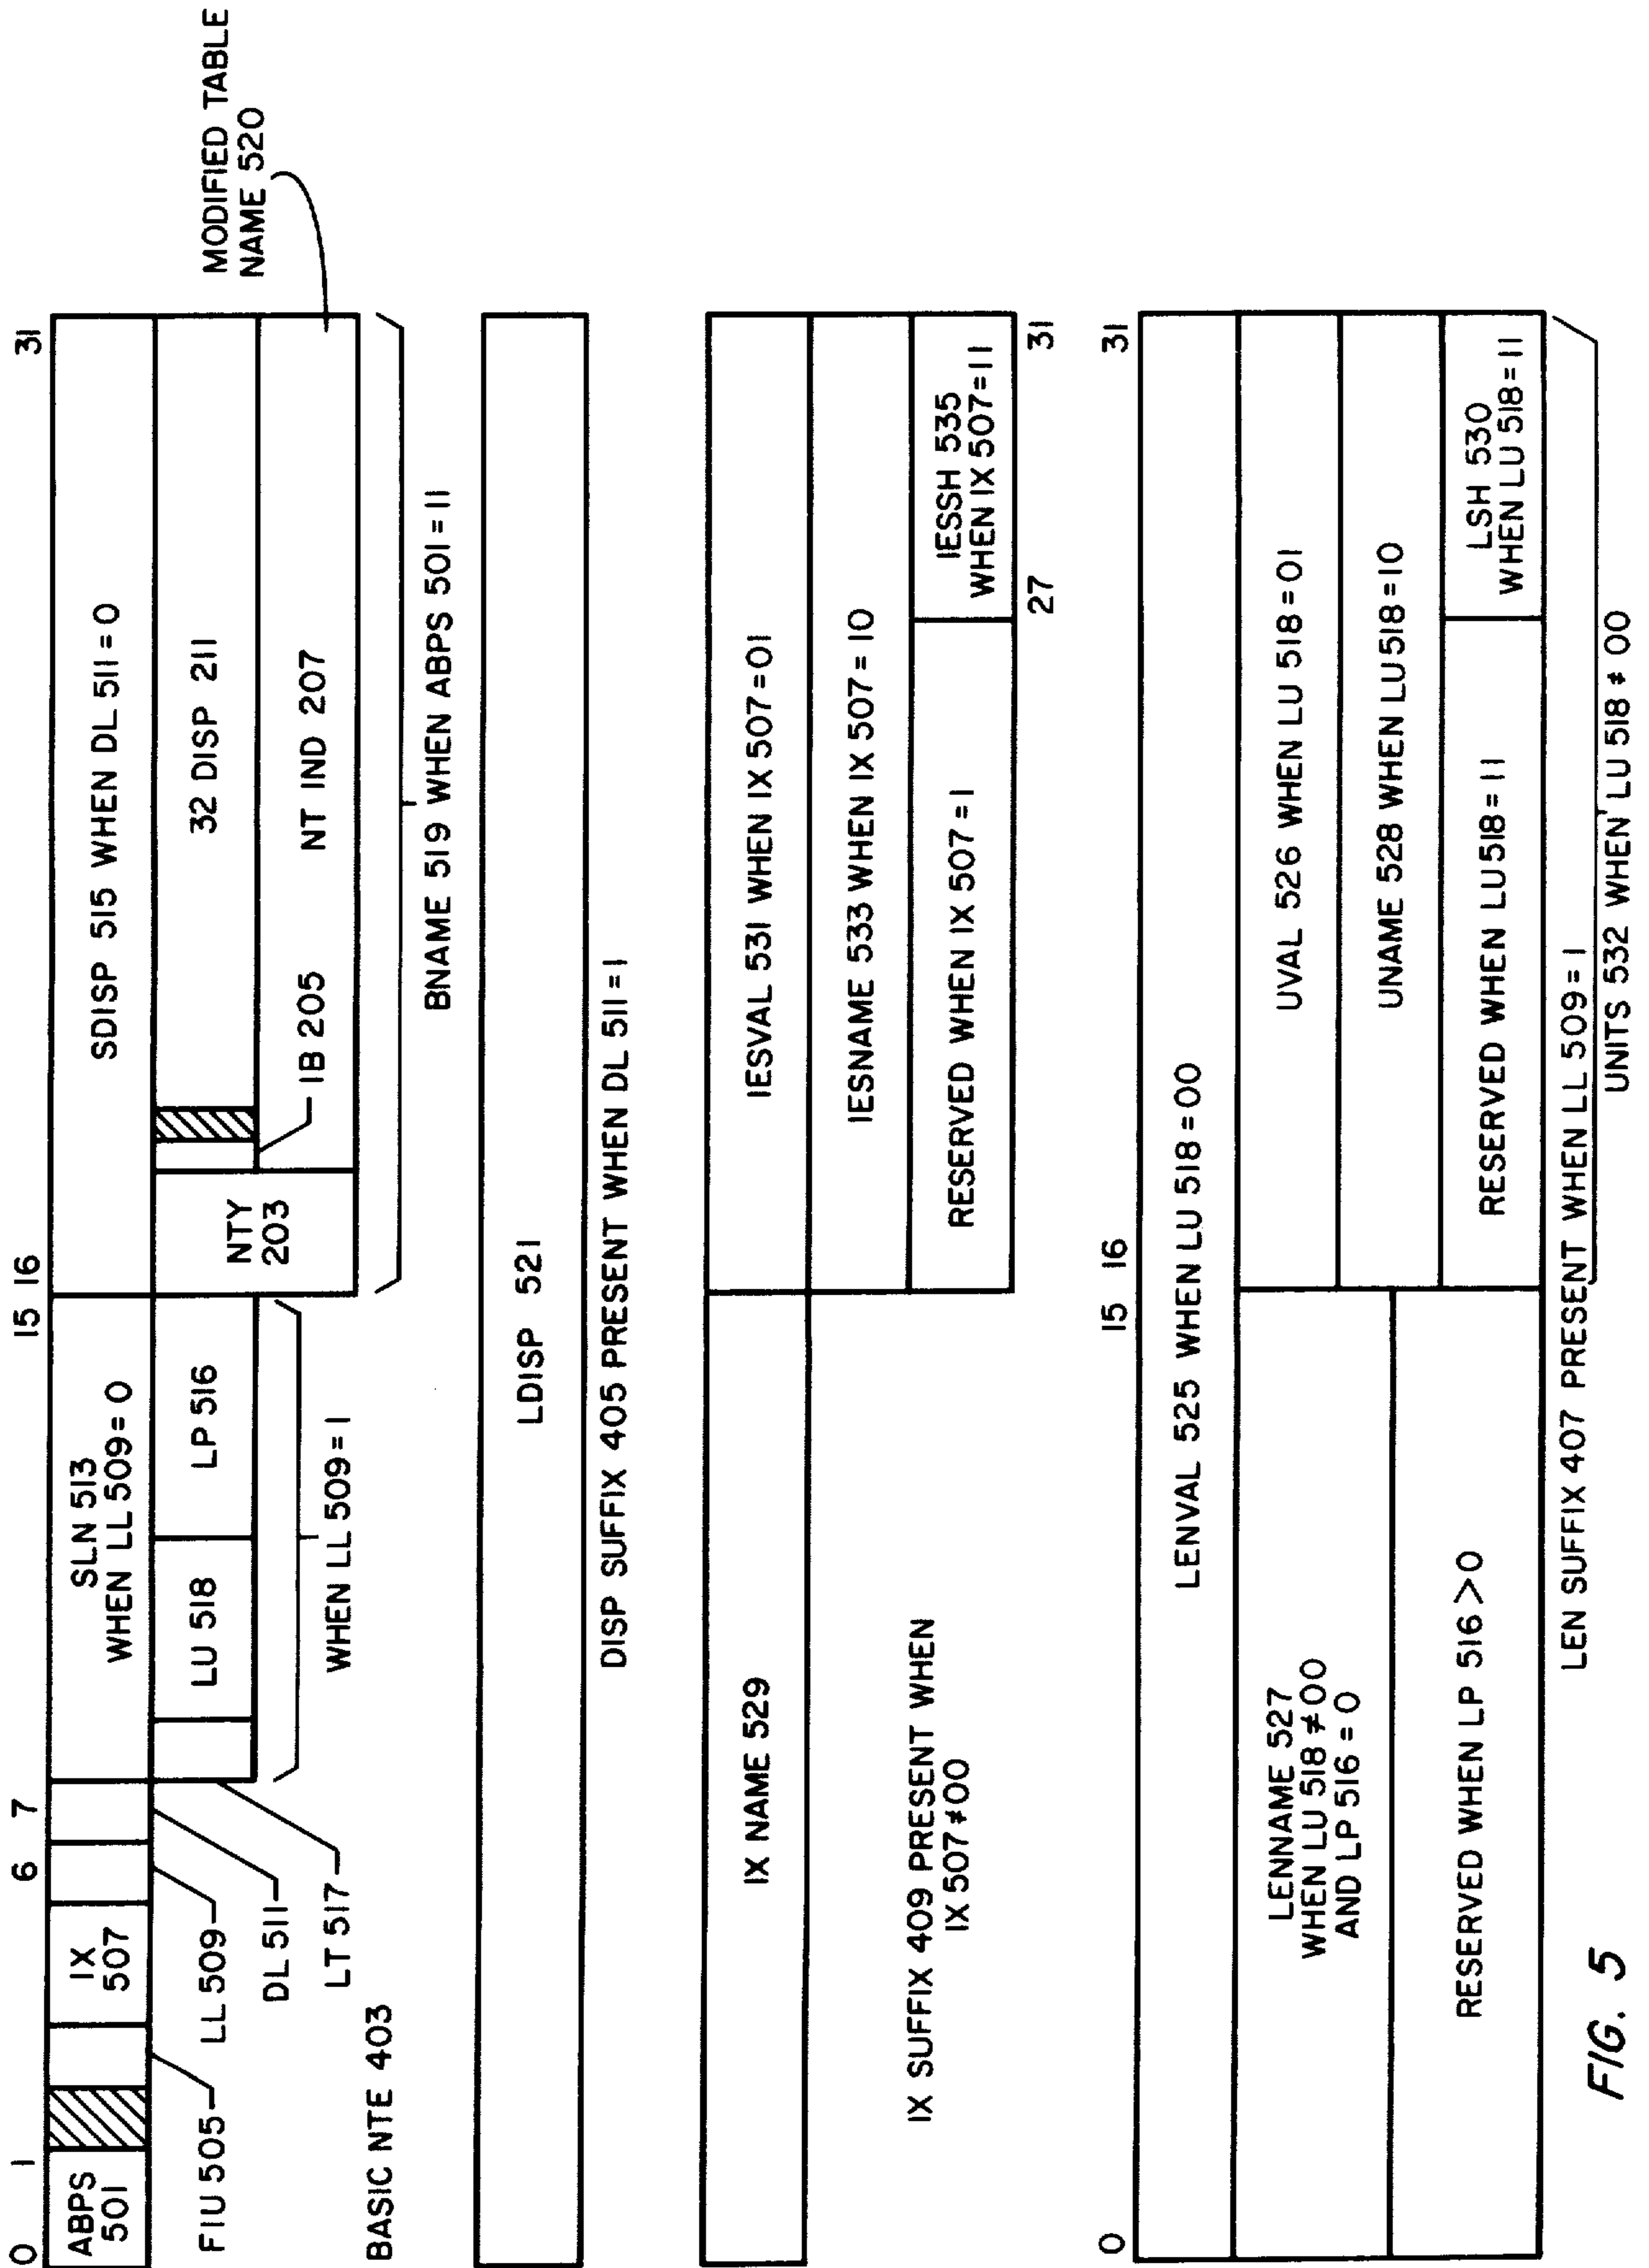 0 1 6 7 15 16 31
ABPS
501
IX
507
SLN 513
WHEN LL 509 = 0
SDISP 515 WHEN DL 511 = 0
LU 518
LP 516
NTY
203
32 DISP 211
NT IND 207
IB 205
MODIFIED TABLE
NAME 520
FIU 505
LL 509
DL 511
LT 517
WHEN LL 509 = 1
BNAME 519 WHEN ABPS 501 = 11
BASIC NTE 403
LDISP 521
DISP SUFFIX 405 PRESENT WHEN DL 511 = 1
IX NAME 529
IESVAL 531 WHEN IX 507 = 01
IESNAME 533 WHEN IX 507 = 10
RESERVED WHEN IX 507 = 1
IESSH 535
WHEN IX 507 = 11
27 31
IX SUFFIX 409 PRESENT WHEN
IX 507 ≠ 00
0 15 16 31
LENVAL 525 WHEN LU 518 = 00
LENNAME 527
WHEN LU 518 ≠ 00
AND LP 516 = 0
UVAL 526 WHEN LU 518 = 01
UNAME 528 WHEN LU 518 = 10
RESERVED WHEN LP 516 > 0
RESERVED WHEN LU 518 = 11
LSH 530
WHEN LU 518 = 11
LEN SUFFIX 407 PRESENT WHEN LL 509 = 1
UNITS 532 WHEN LU 518 ≠ 00
FIG. 5